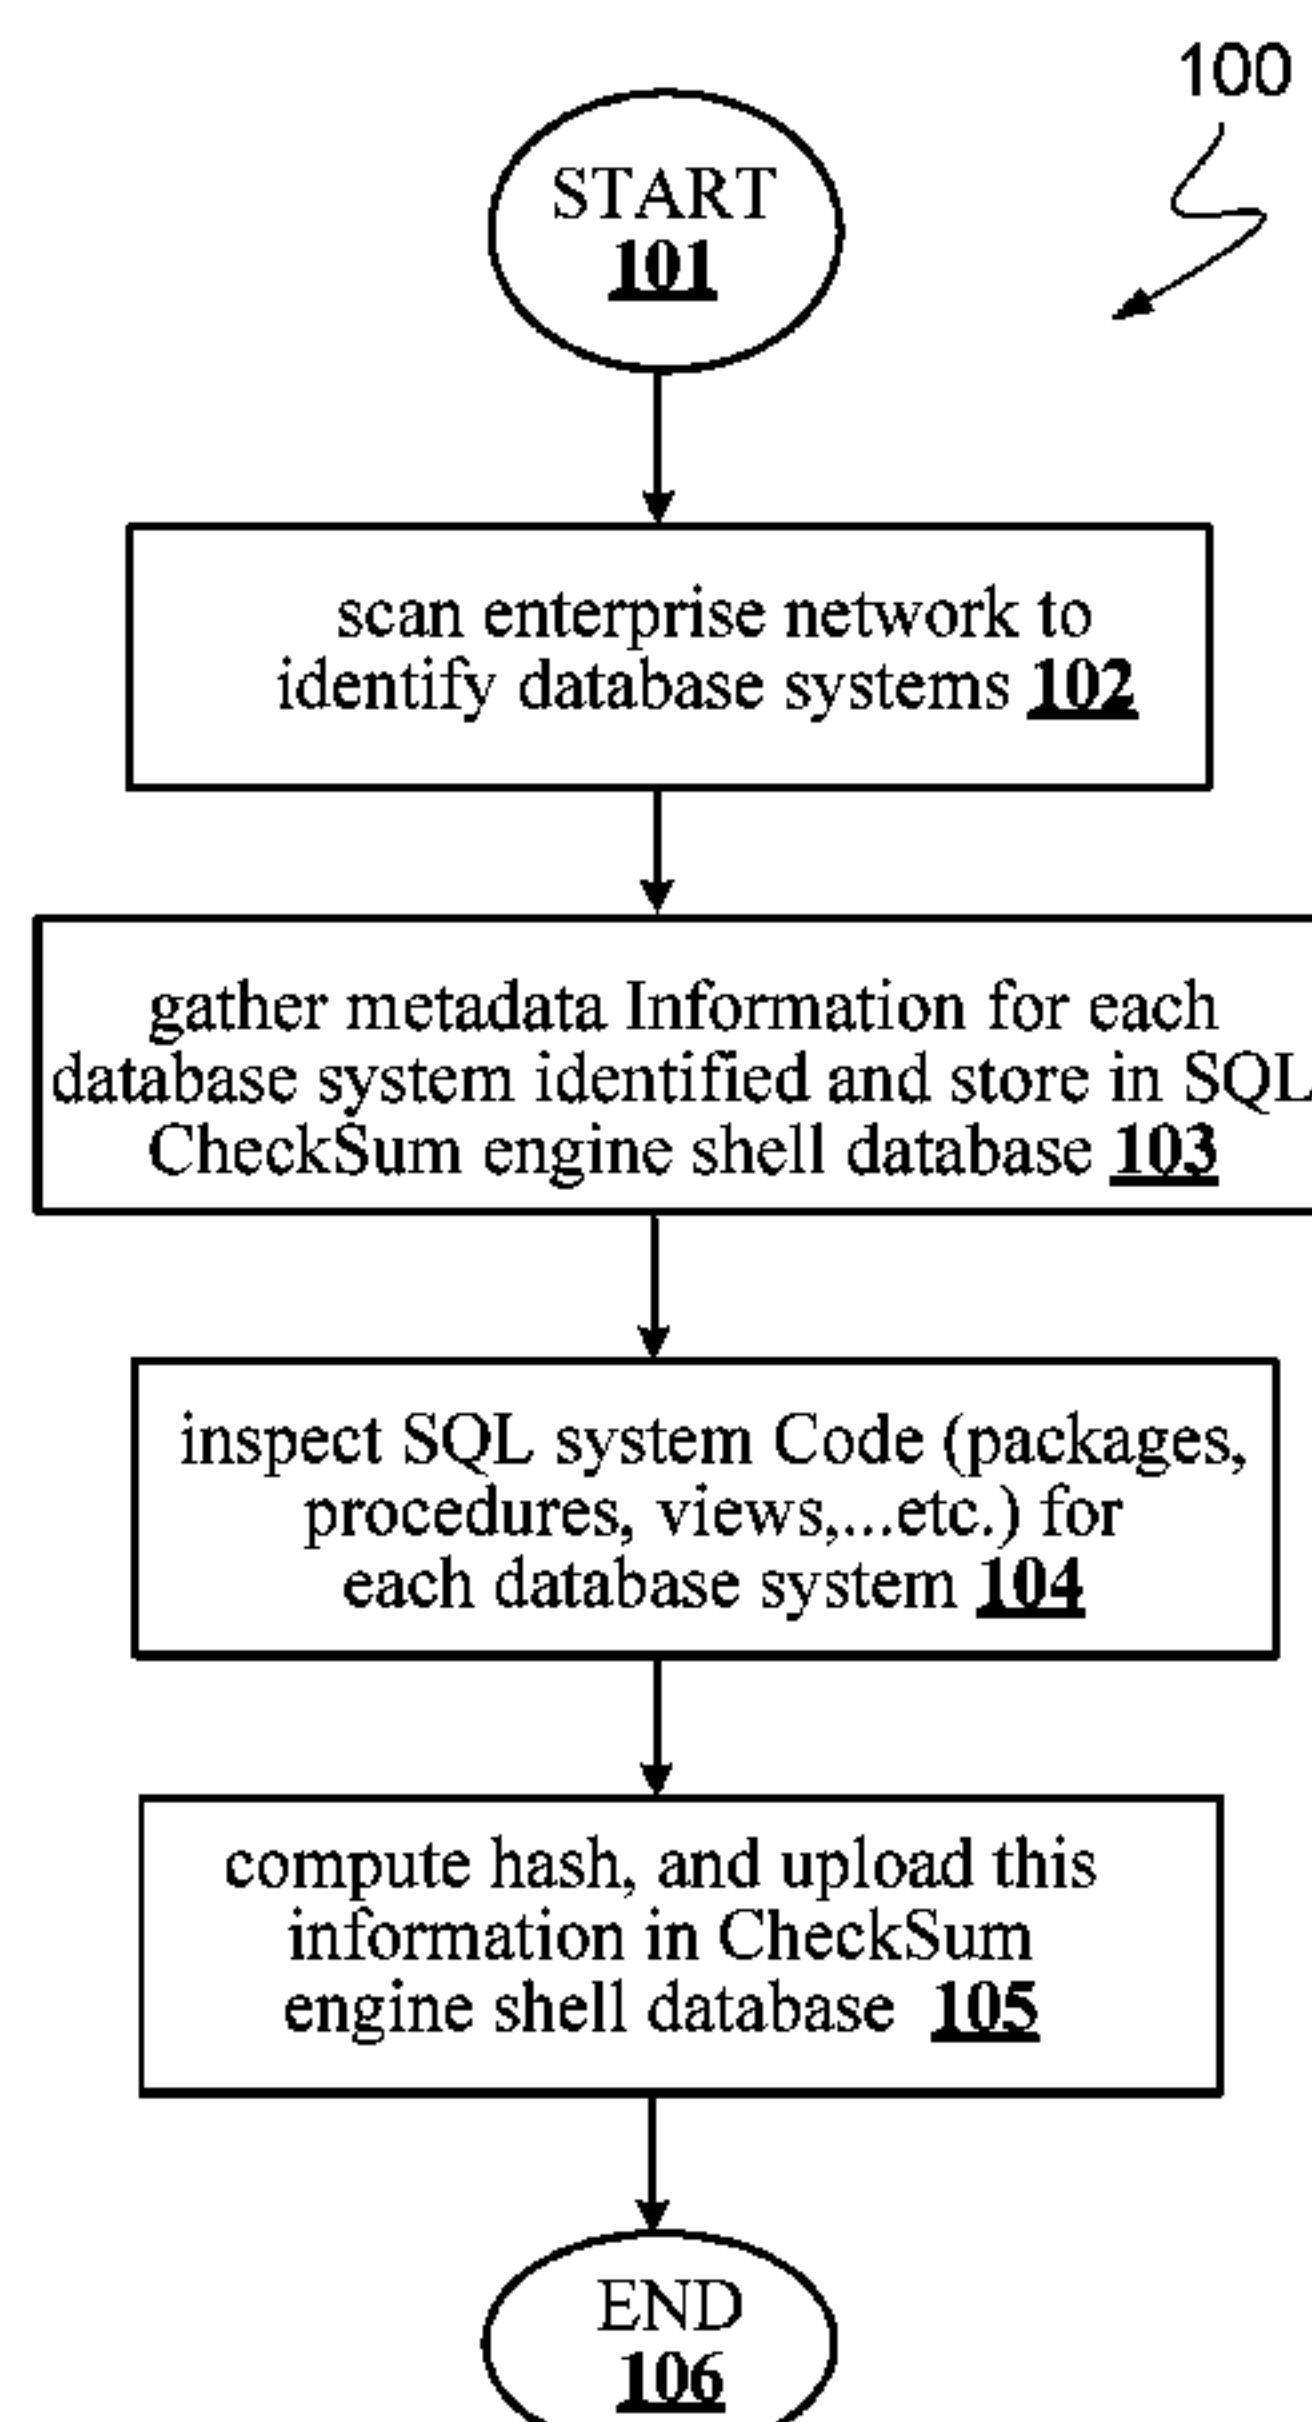 100
START
101
scan enterprise network to
identify database systems 102
gather metadata Information for each
database system identified and store in SQL
CheckSum engine shell database 103
inspect SQL system Code (packages,
procedures, views,...etc.) for
each database system 104
compute hash, and upload this
information in CheckSum
engine shell database 105
END
106